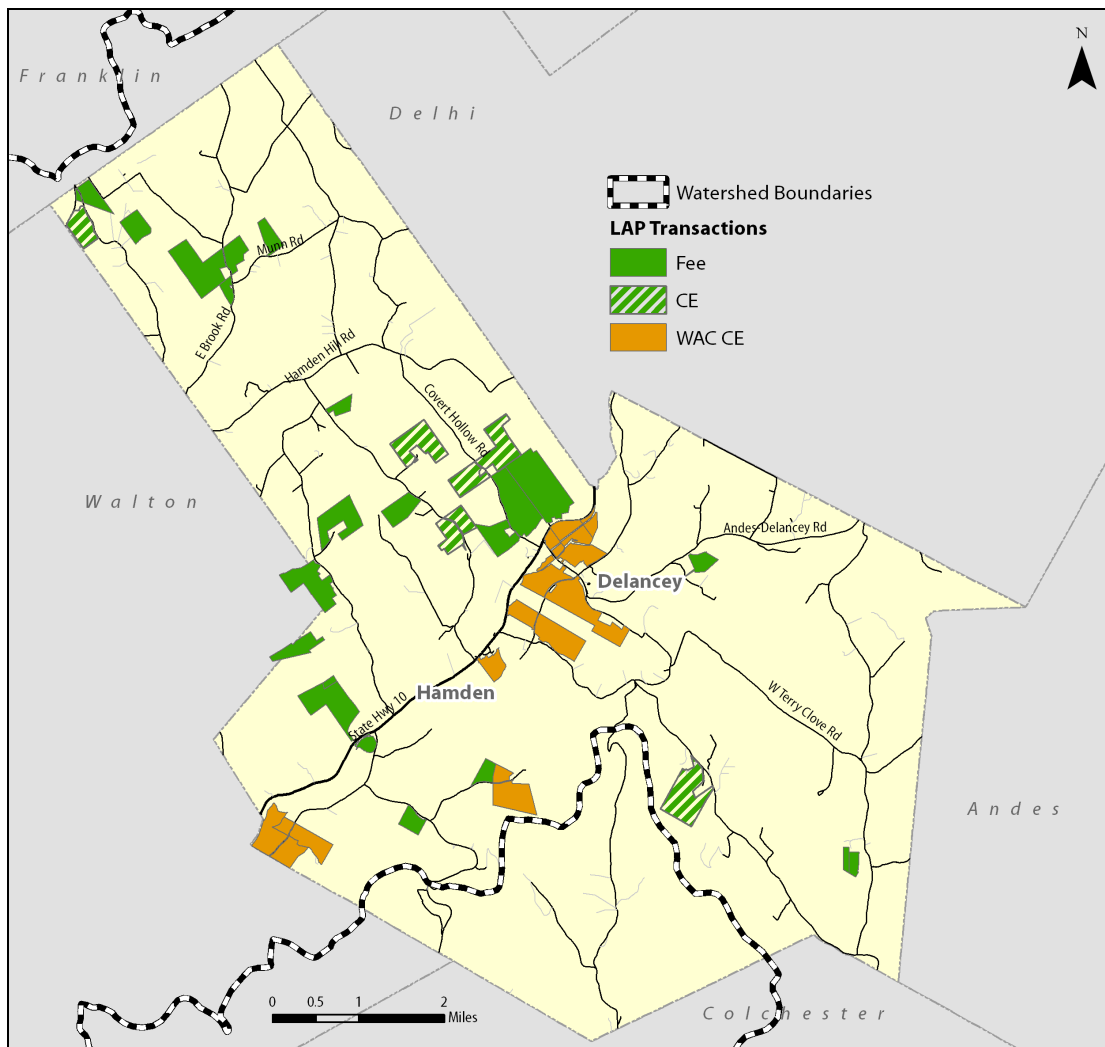 N
Franklin
Delhi
Watershed Boundaries
LAP Transactions
Fee
CE
WAC CE
Munn Rd
E Brook Rd
Hamden Hill Rd
Covert Hollow Rd
Walton
Andes-Delancey Rd
Delancey
Hamden
State Hwy 10
W Terry Clove Rd
Andes
0 0.5 1 2
Miles
Colchester